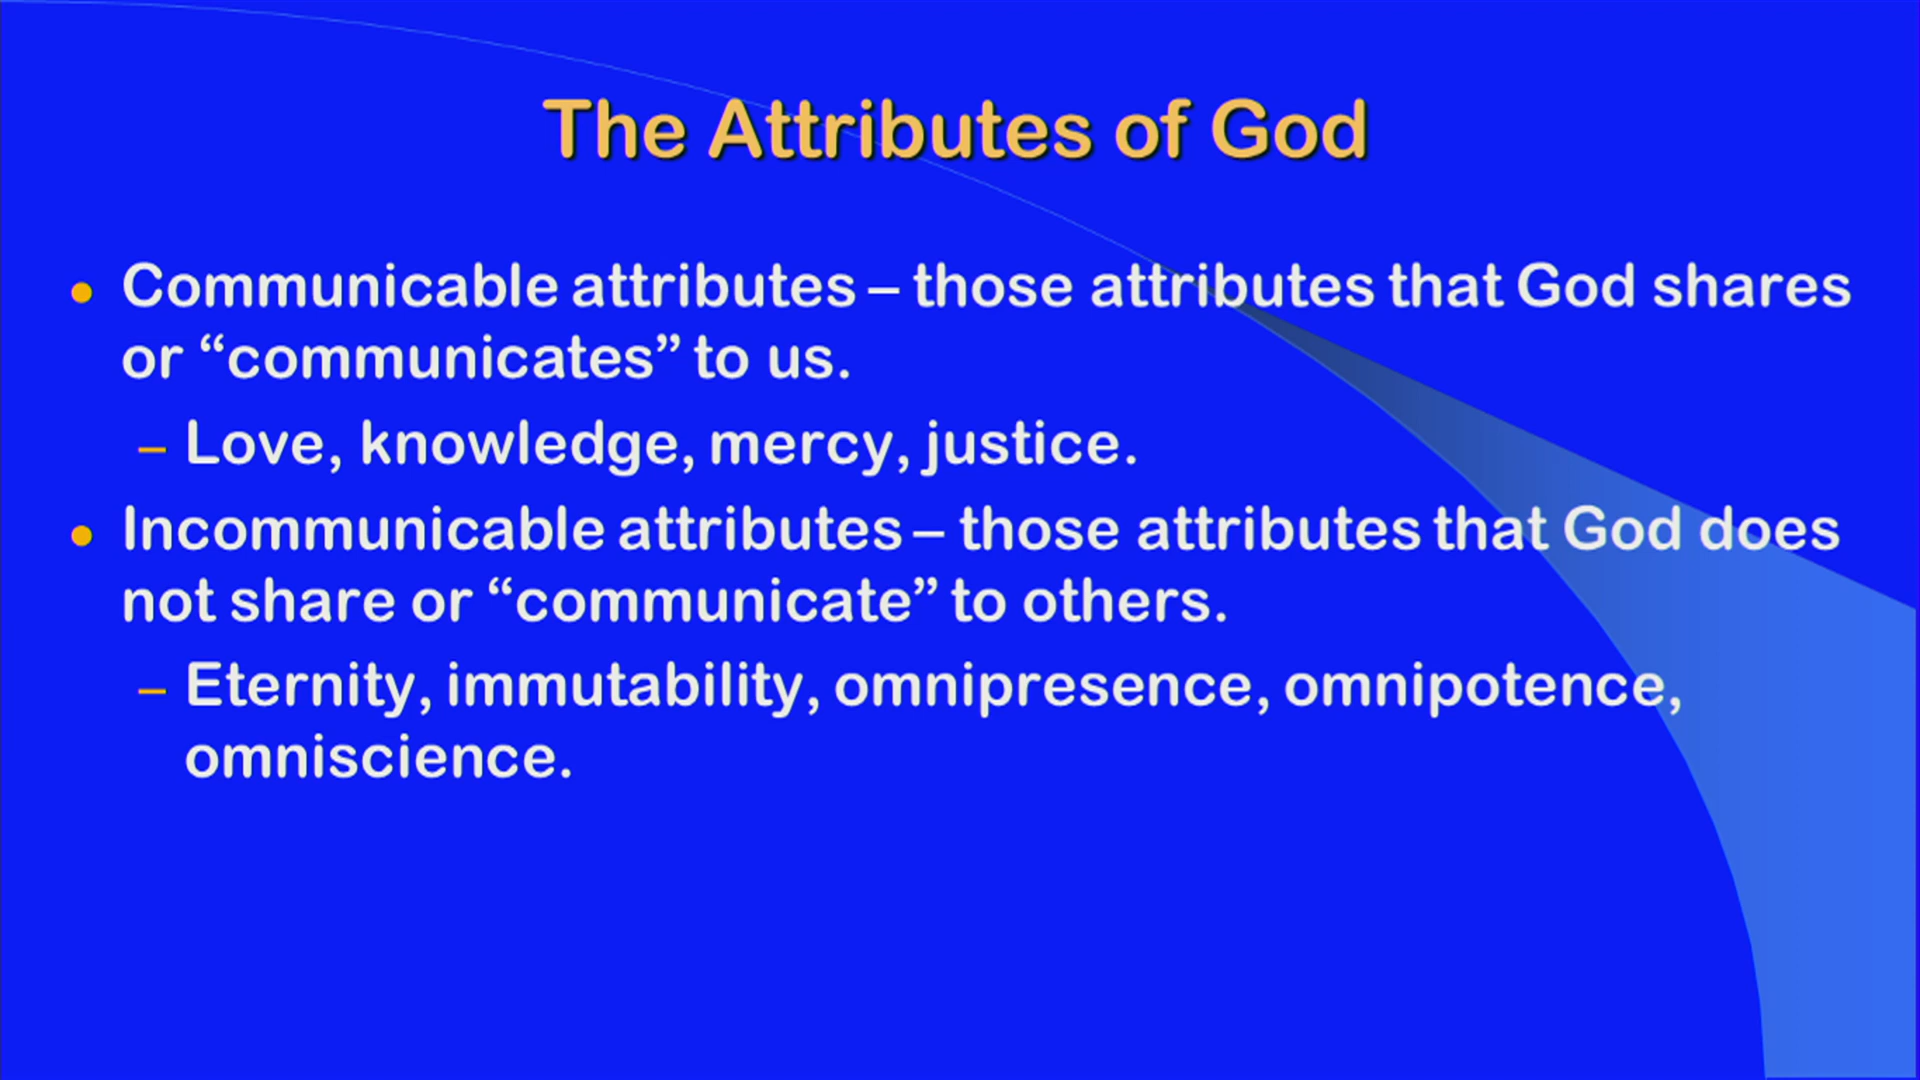 The Attributes of God
• Communicable attributes – those attributes that God shares
or “communicates” to us.
– Love, knowledge, mercy, justice.
• Incommunicable attributes – those attributes that God does
not share or “communicate” to others.
– Eternity, immutability, omnipresence, omnipotence,
omniscience.